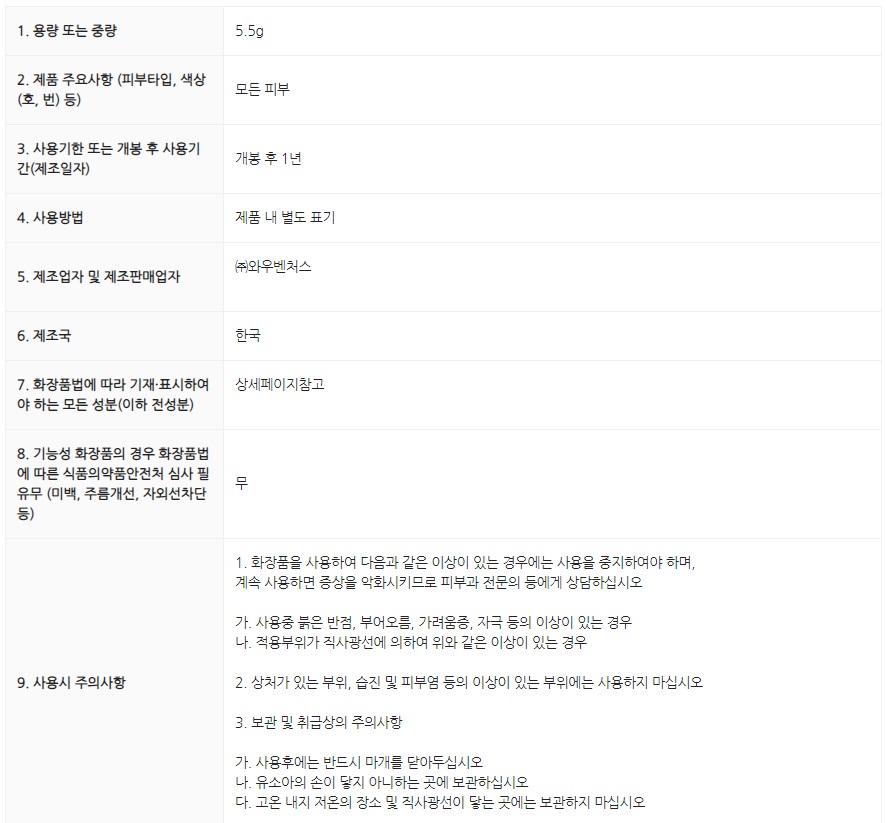 1. 용량 또는 중량
5.5g
2. 제품 주요사항 (피부타입, 색상
(호, 번) 등)
모든 피부
3. 사용기한 또는 개봉 후 사용기
간(제조일자)
개봉 후 1년
4. 사용방법
제품 내 별도 표기
5. 제조업자 및 제조판매업자
㈜와우벤처스
6. 제조국
한국
7. 화장품법에 따라 기재·표시하여
야 하는 모든 성분(이하 전성분)
상세페이지참고
8. 기능성 화장품의 경우 화장품법
에 따른 식품의약품안전처 심사 필
유무 (미백, 주름개선, 자외선차단
등)
무
9. 사용시 주의사항
1. 화장품을 사용하여 다음과 같은 이상이 있는 경우에는 사용을 중지하여야 하며,
계속 사용하면 증상을 악화시키므로 피부과 전문의 등에게 상담하십시오
가. 사용중 붉은 반점, 부어오름, 가려움증, 자극 등의 이상이 있는 경우
나. 적용부위가 직사광선에 의하여 위와 같은 이상이 있는 경우
2. 상처가 있는 부위, 습진 및 피부염 등의 이상이 있는 부위에는 사용하지 마십시오
3. 보관 및 취급상의 주의사항
가. 사용후에는 반드시 마개를 닫아두십시오
나. 유소아의 손이 닿지 아니하는 곳에 보관하십시오
다. 고온 내지 저온의 장소 및 직사광선이 닿는 곳에는 보관하지 마십시오